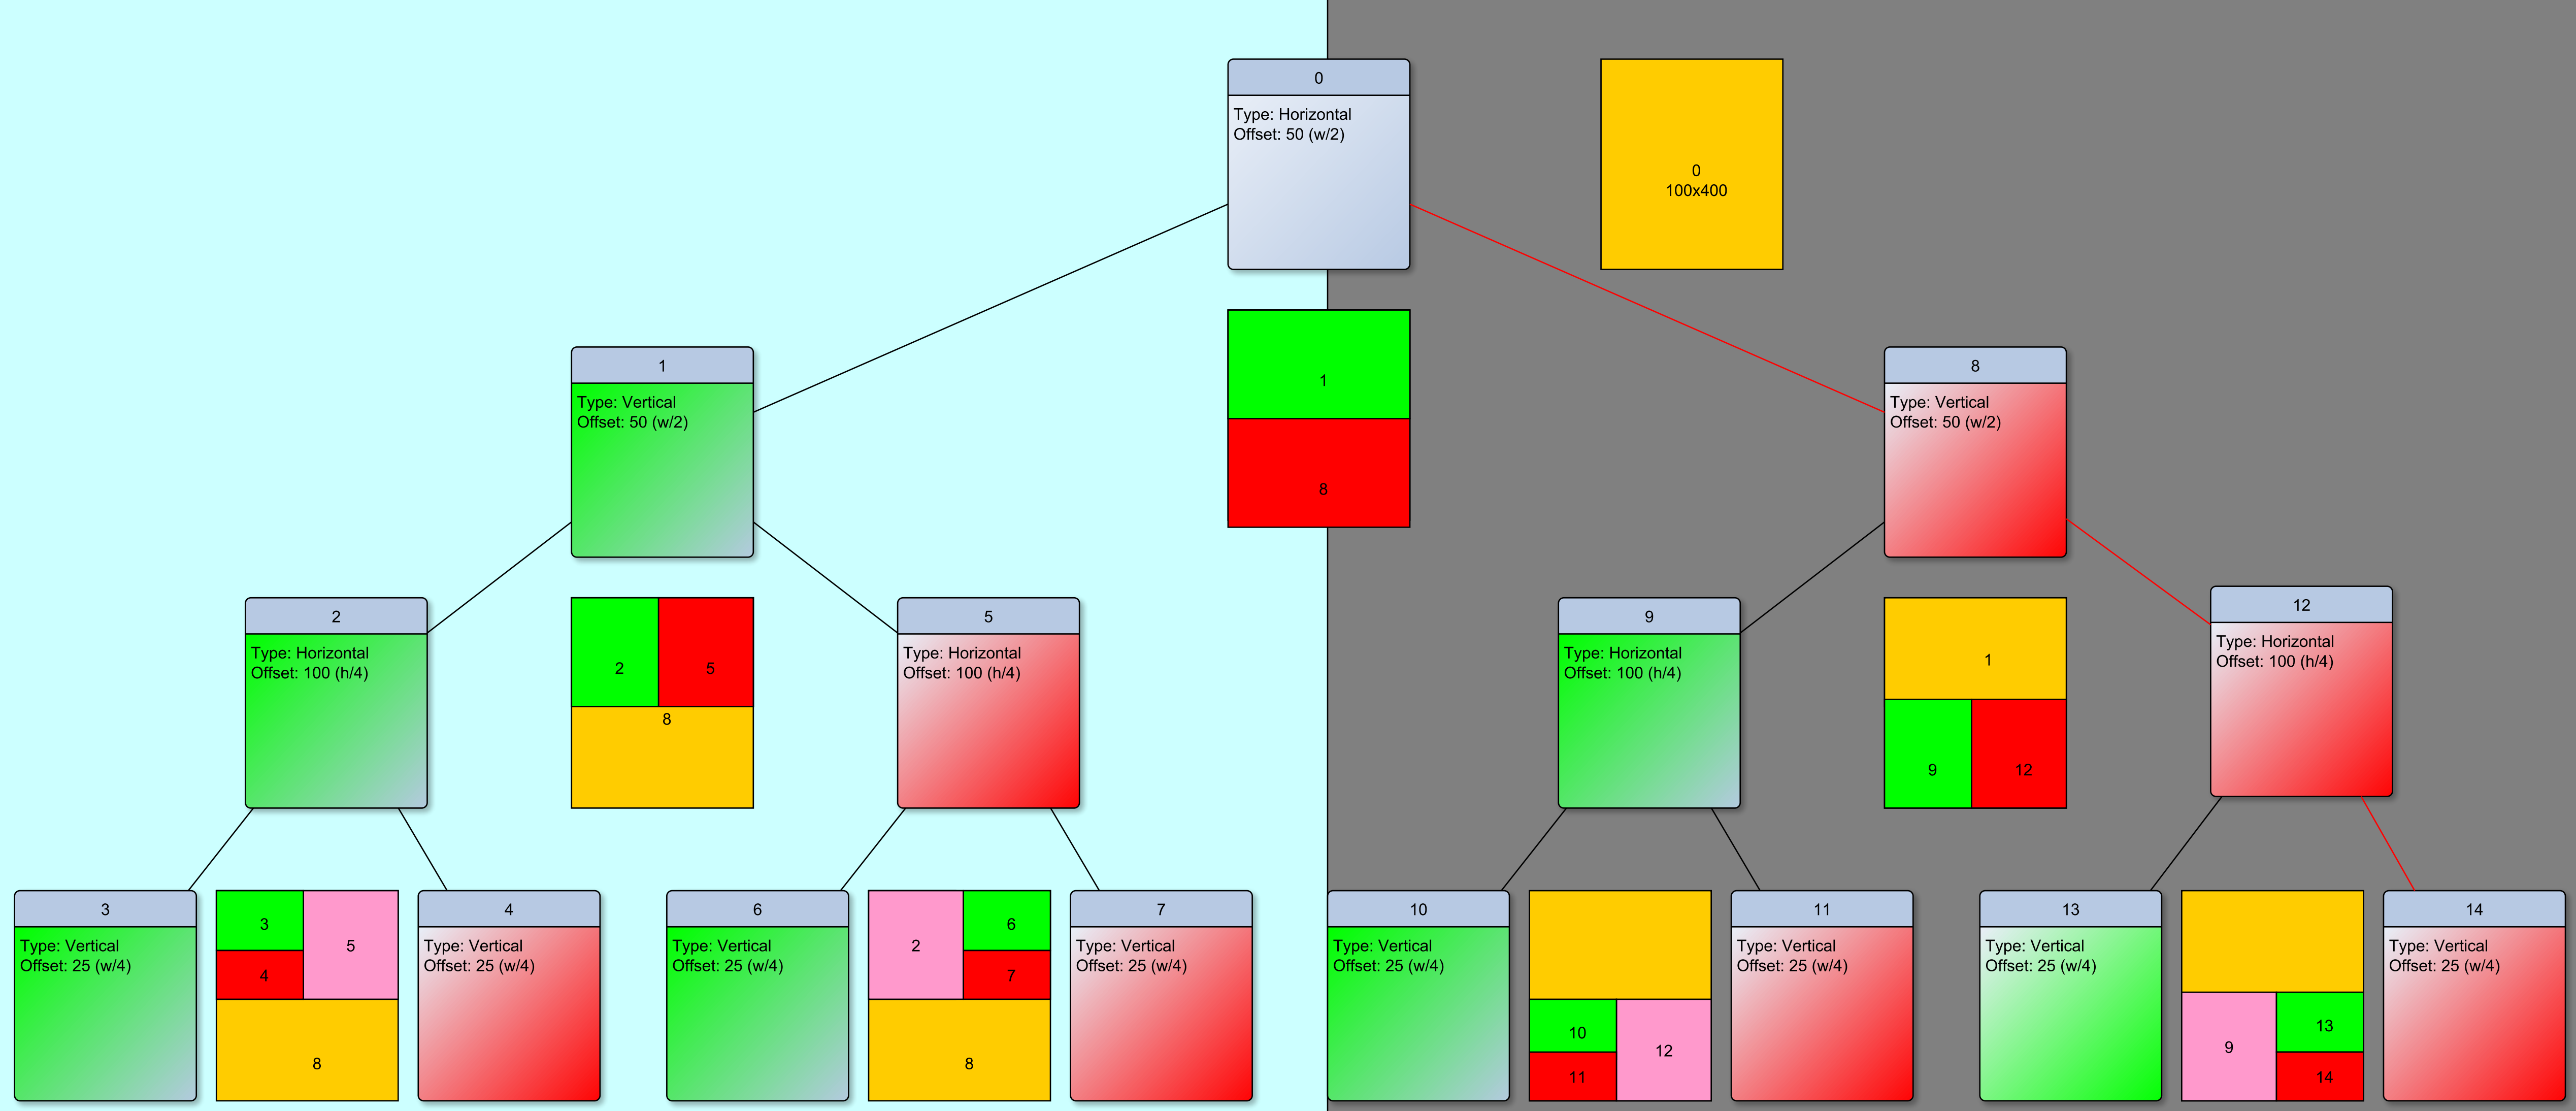 0
Type: Horizontal
Offset: 50 (w/2)
0
100x400
1
8
1
Type: Vertical
Offset: 50 (w/2)
8
Type: Vertical
Offset: 50 (w/2)
2
Type: Horizontal
Offset: 100 (h/4)
2
5
8
5
Type: Horizontal
Offset: 100 (h/4)
9
Type: Horizontal
Offset: 100 (h/4)
1
9
12
12
Type: Horizontal
Offset: 100 (h/4)
3
Type: Vertical
Offset: 25 (w/4)
3
5
4
8
4
Type: Vertical
Offset: 25 (w/4)
6
Type: Vertical
Offset: 25 (w/4)
2
6
7
8
7
Type: Vertical
Offset: 25 (w/4)
10
Type: Vertical
Offset: 25 (w/4)
10
12
11
11
Type: Vertical
Offset: 25 (w/4)
13
Type: Vertical
Offset: 25 (w/4)
13
9
14
14
Type: Vertical
Offset: 25 (w/4)